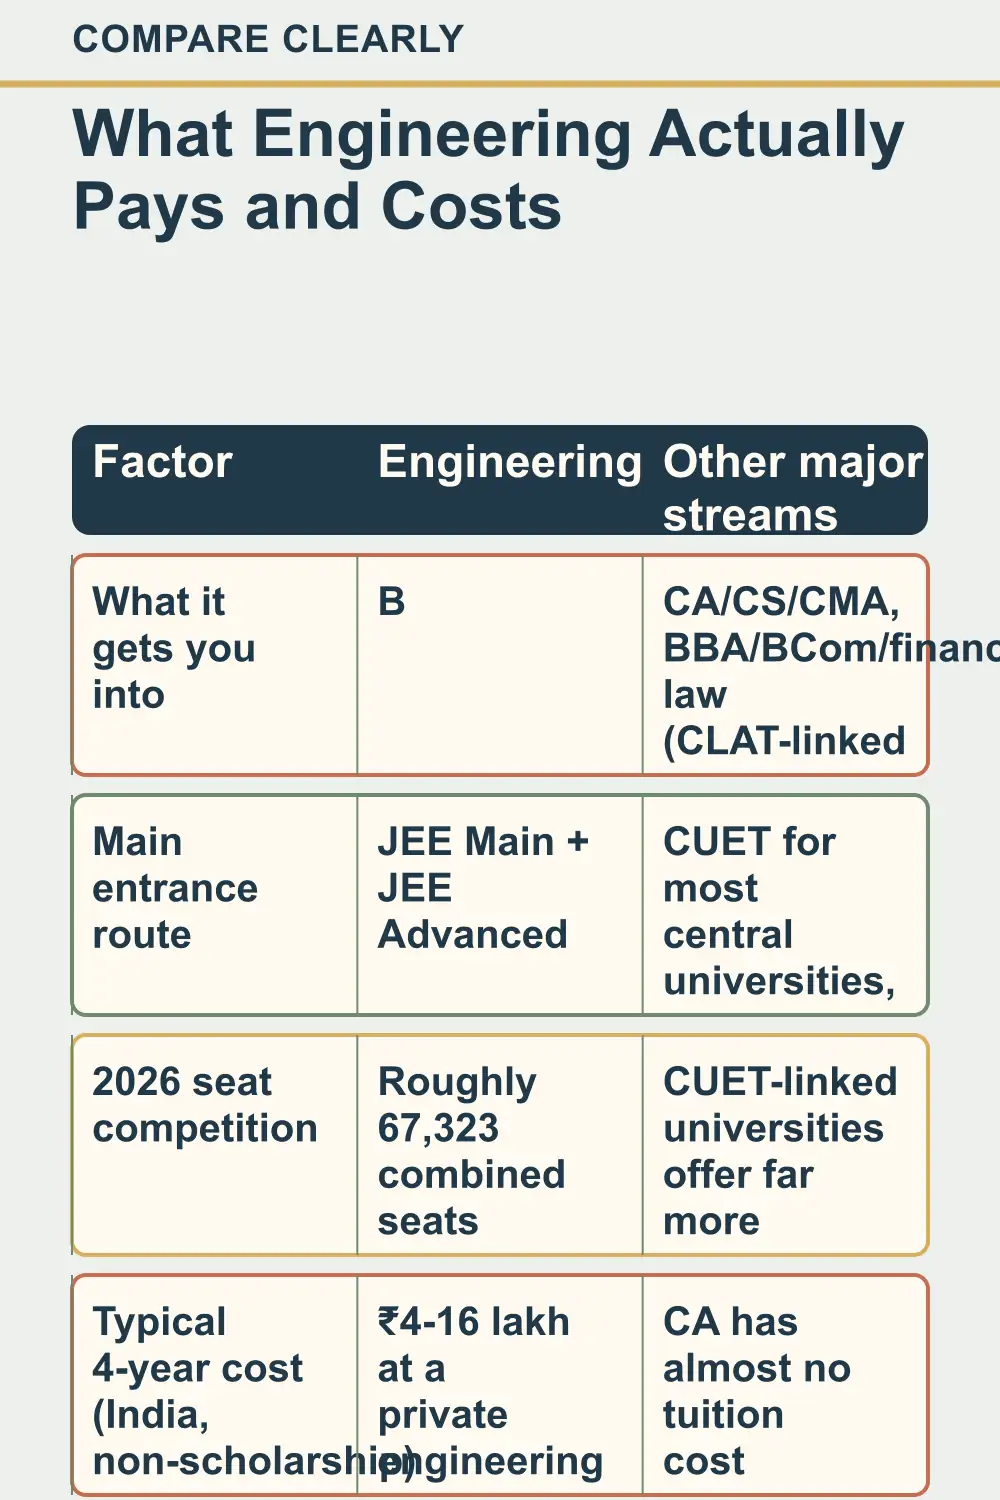 COMPARE CLEARLY
What Engineering Actually
Pays and Costs
Factor
Engineering
Other major
streams
What it
gets you
into
B
CA/CS/CMA,
BBA/BCom/financ
law
(CLAT-linked
Main
entrance
route
JEE Main +
JEE
Advanced
CUET for
most
central
universities,
2026 seat
competition
Roughly
67,323
combined
seats
CUET-linked
universities
offer far
more
Typical
4-year cost
(India,
non-scholarship)
₹4-16 lakh
at a
private
engineering
CA has
almost no
tuition
cost